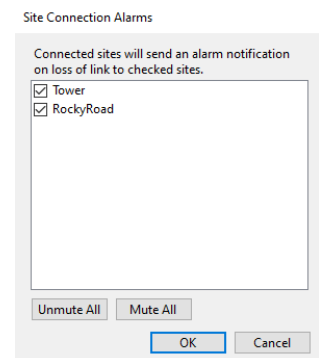 Site Connection Alarms
Connected sites will send an alarm notification
on loss of link to checked sites.
Tower
RockyRoad
Unmute All Mute All
OK Cancel